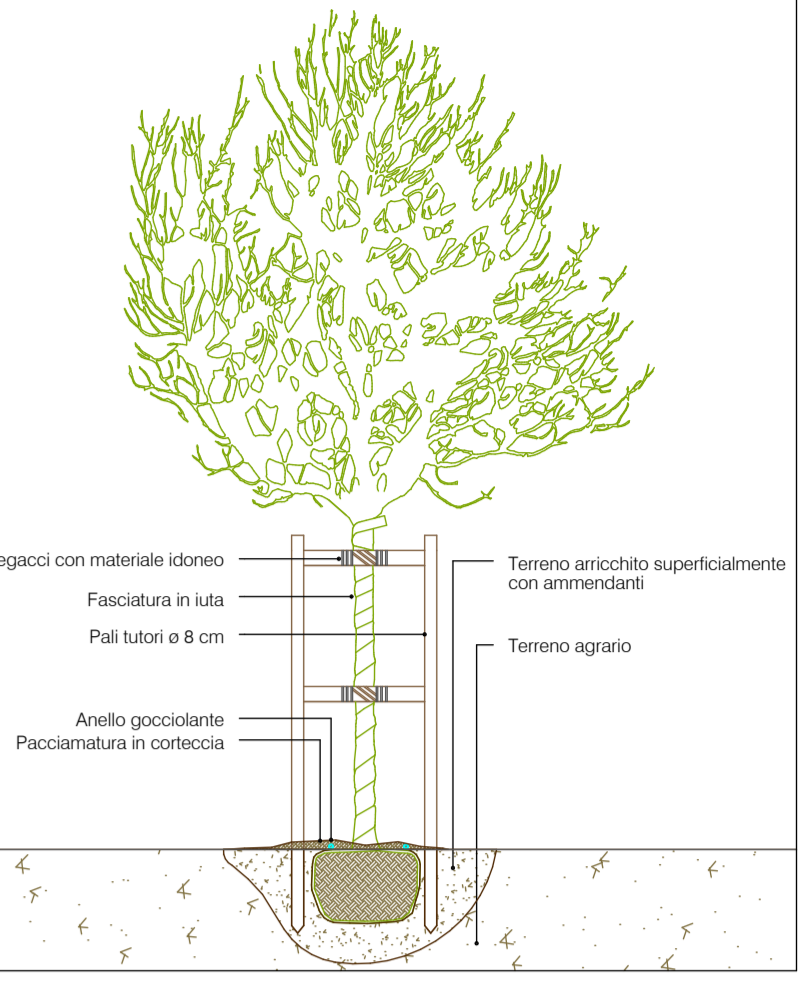 egacci con materiale idoneo
Fasciatura in iuta
Pali tutori ø 8 cm
Anello gocciolante
Pacciamatura in corteccia
Terreno arricchito superficialmente
con ammendanti
Terreno agrario